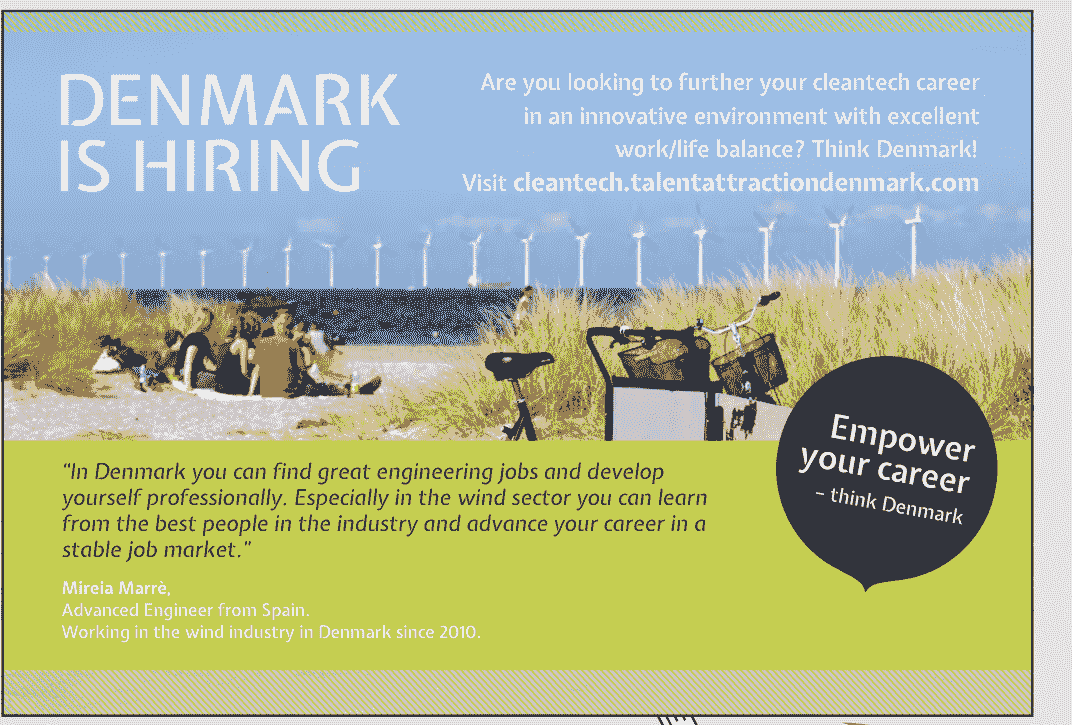 DENMARK
IS HIRING
Are you looking to further your cleantech career
in an innovative environment with excellent
work/life balance? Think Denmark!
Visit cleantech.talentattractiondenmark.com
Empower
your career
– think Denmark
"In Denmark you can find great engineering jobs and develop
yourself professionally. Especially in the wind sector you can learn
from the best people in the industry and advance your career in a
stable job market."
Mireia Marrè,
Advanced Engineer from Spain.
Working in the wind industry in Denmark since 2010.